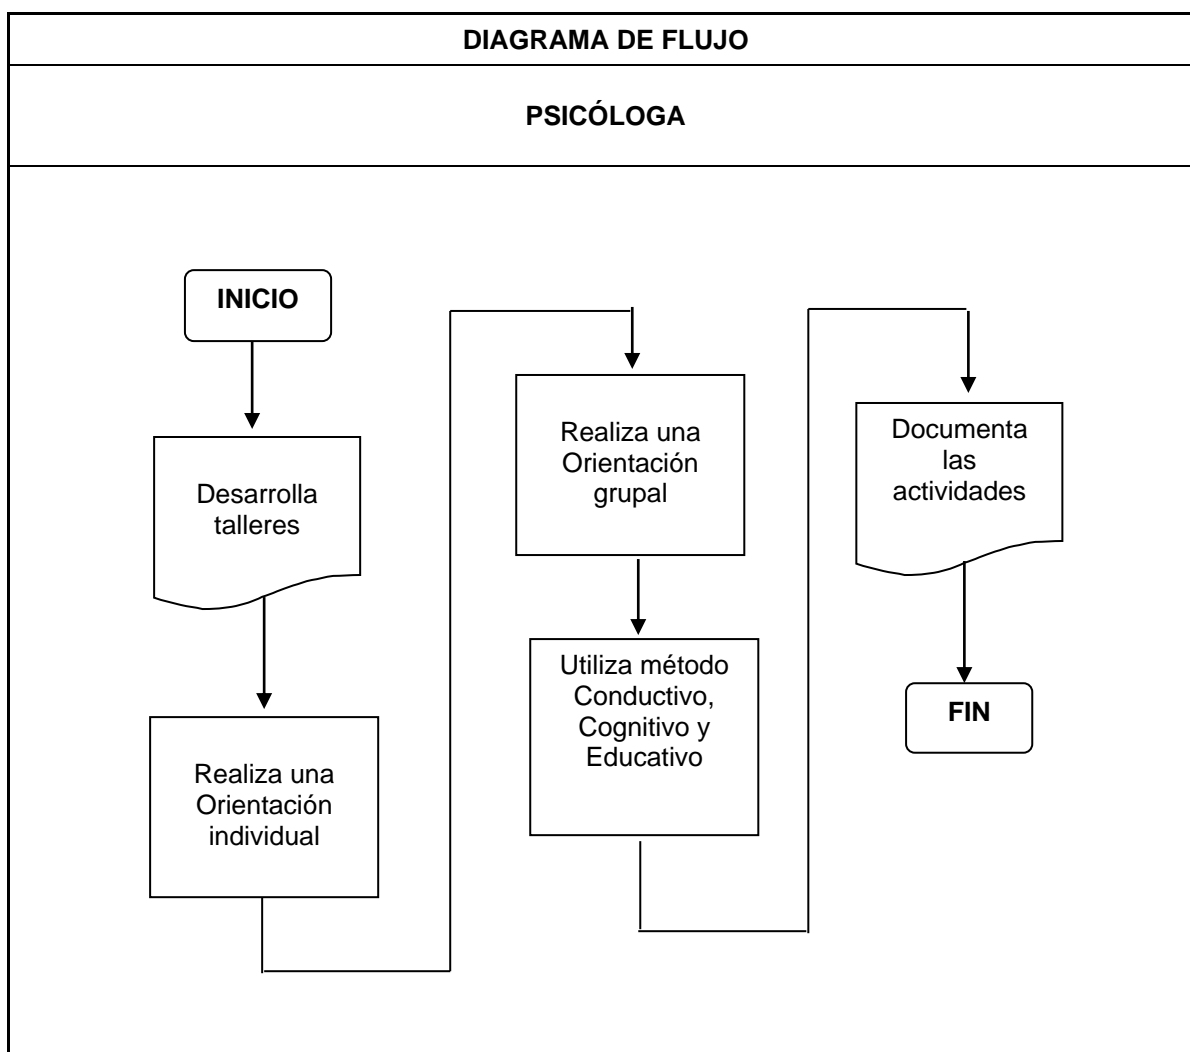 DIAGRAMA DE FLUJO
PSICÓLOGA
INICIO
Desarrolla
talleres
Realiza una
Orientación
individual
Realiza una
Orientación
grupal
Utiliza método
Conductivo,
Cognitivo y
Educativo
Documenta
las
actividades
FIN